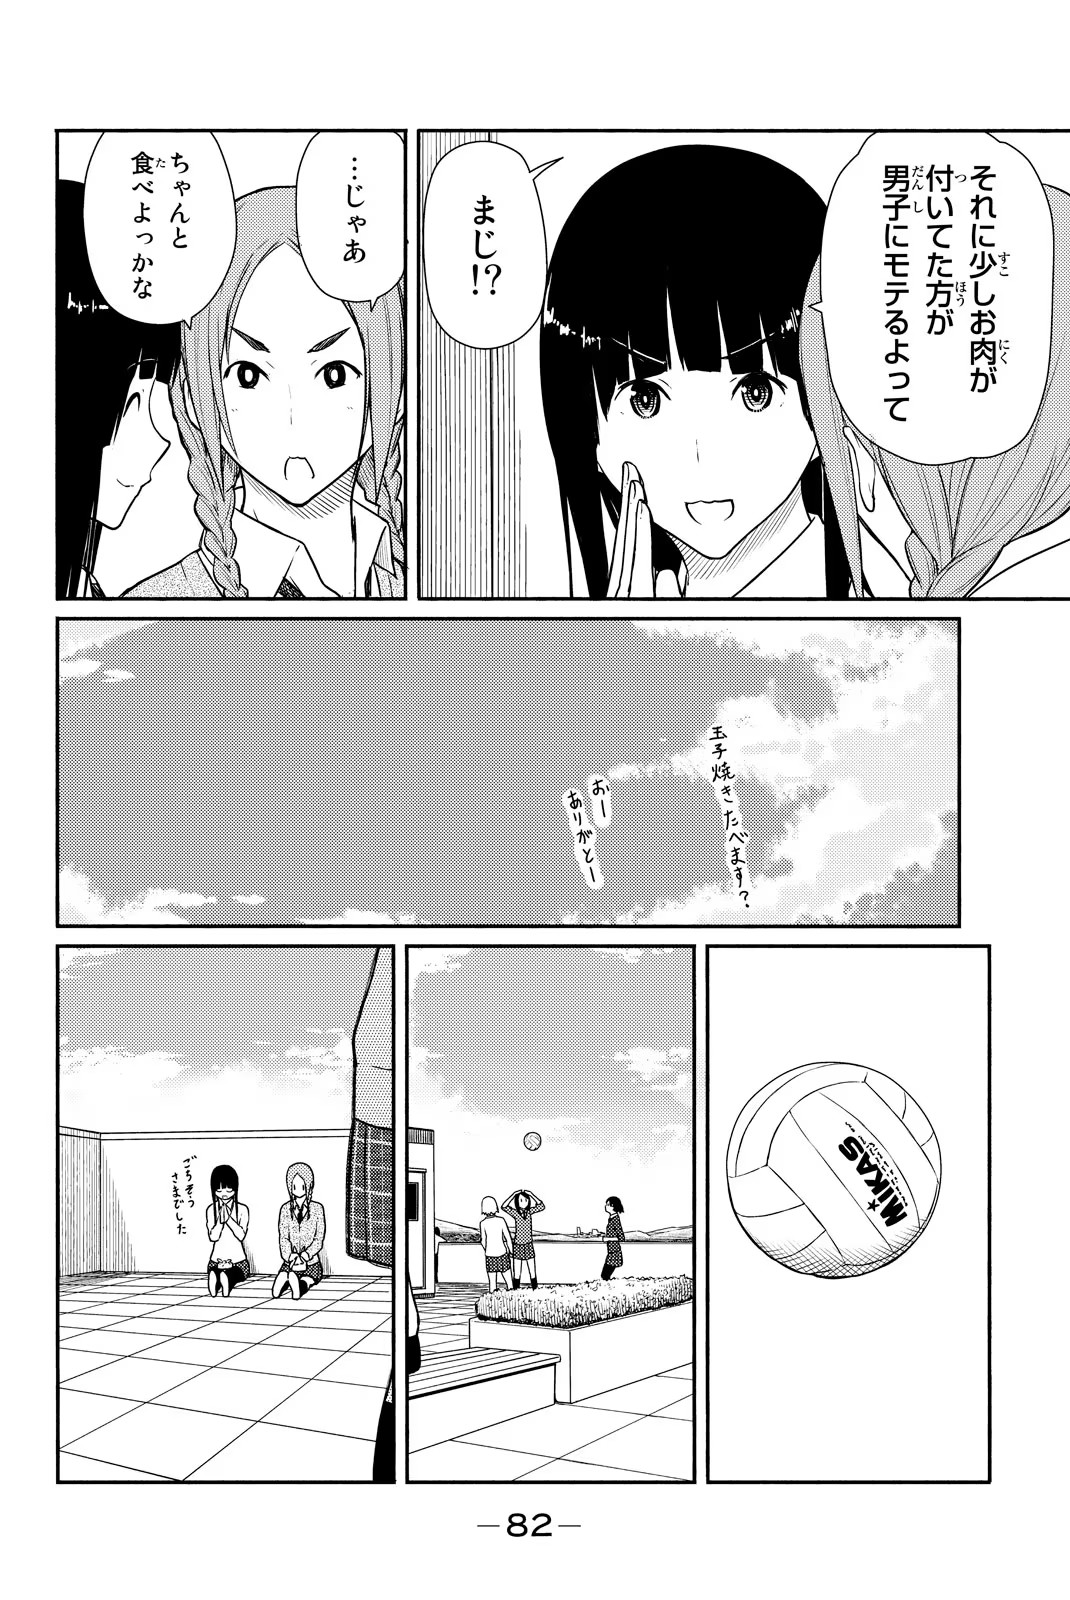 それに少しお肉が
付いてた方が
男子にモテるよって
まじ!?
…じゃあ
ちゃんと
食べよっかな
玉子焼きたべます?
おー
ありがとー
MIKAS
ごちそう
さまでした
—82—